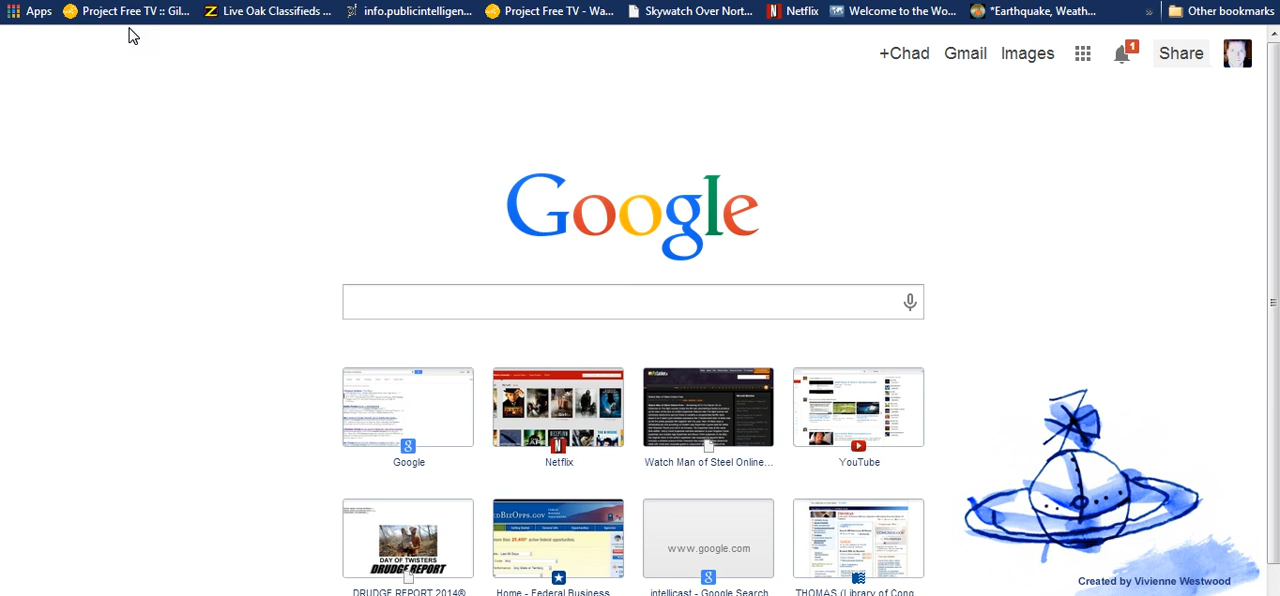 Apps Project Free TV :: Gil... Live Oak Classifieds ... info.publicintelligen... Project Free TV - Wa... Skywatch Over Nort... Netflix Welcome to the Wo... *Earthquake, Weath... » Other bookmarks
+Chad Gmail Images 1 Share
Google
Google Netflix Watch Man of Steel Online... YouTube
DAY OF TWISTERS
DRUDGE REPORT
www.google.com
DRUDGE REPORT 2014® Home - Federal Business intellicast - Google Search THOMAS (Library of Cong
Created by Vivienne Westwood